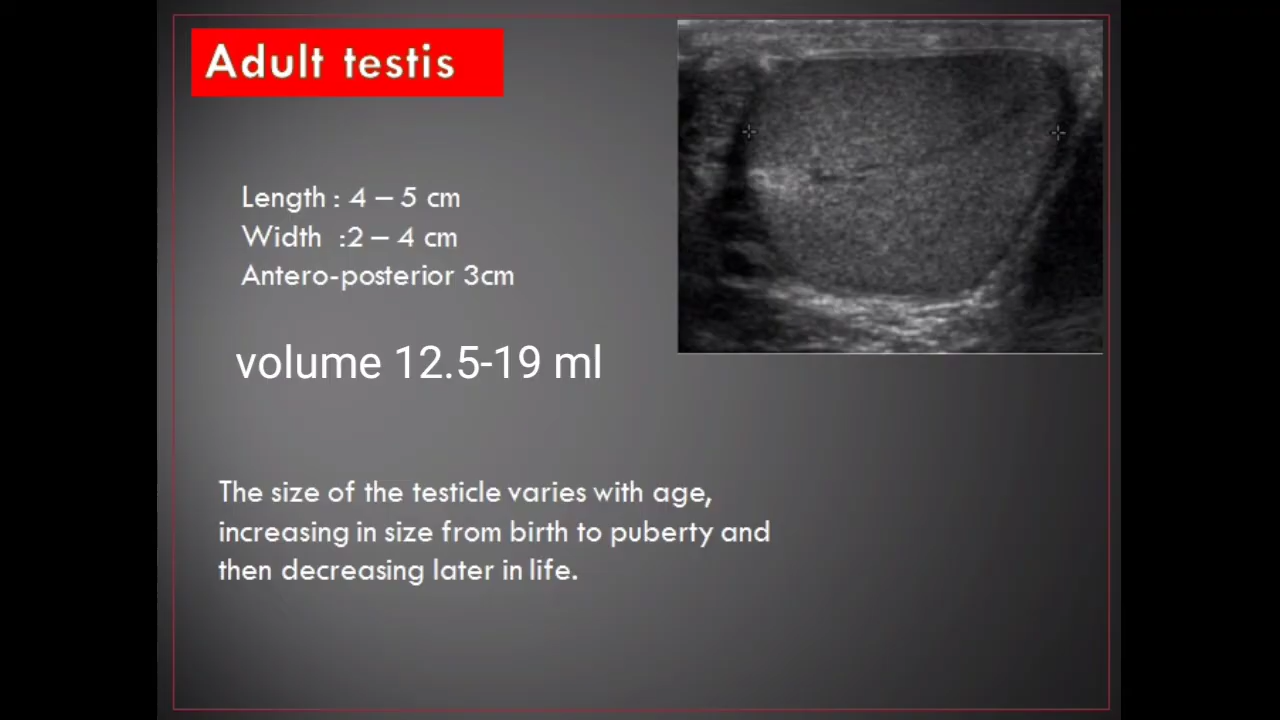 Adult testis
Length : 4 – 5 cm
Width :2 – 4 cm
Antero-posterior 3cm
volume 12.5-19 ml
The size of the testicle varies with age,
increasing in size from birth to puberty and
then decreasing later in life.